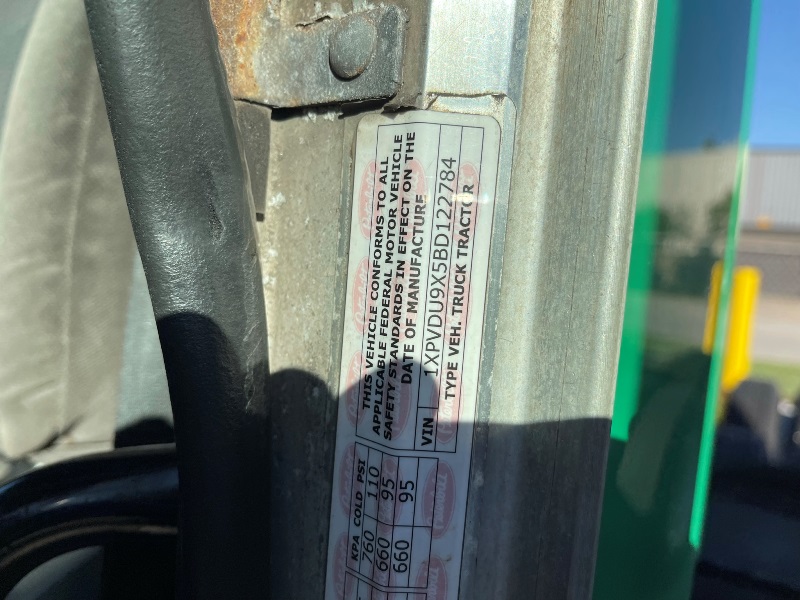 THIS VEHICLE CONFORMS TO ALL
APPLICABLE FEDERAL MOTOR VEHICLE
SAFETY STANDARDS IN EFFECT ON THE
DATE OF MANUFACTURE
VIN 1XPVDU9X5BD122784
TYPE VEH. TRUCK TRACTOR
KPA COLD PSI
760 110
660 95
660 95